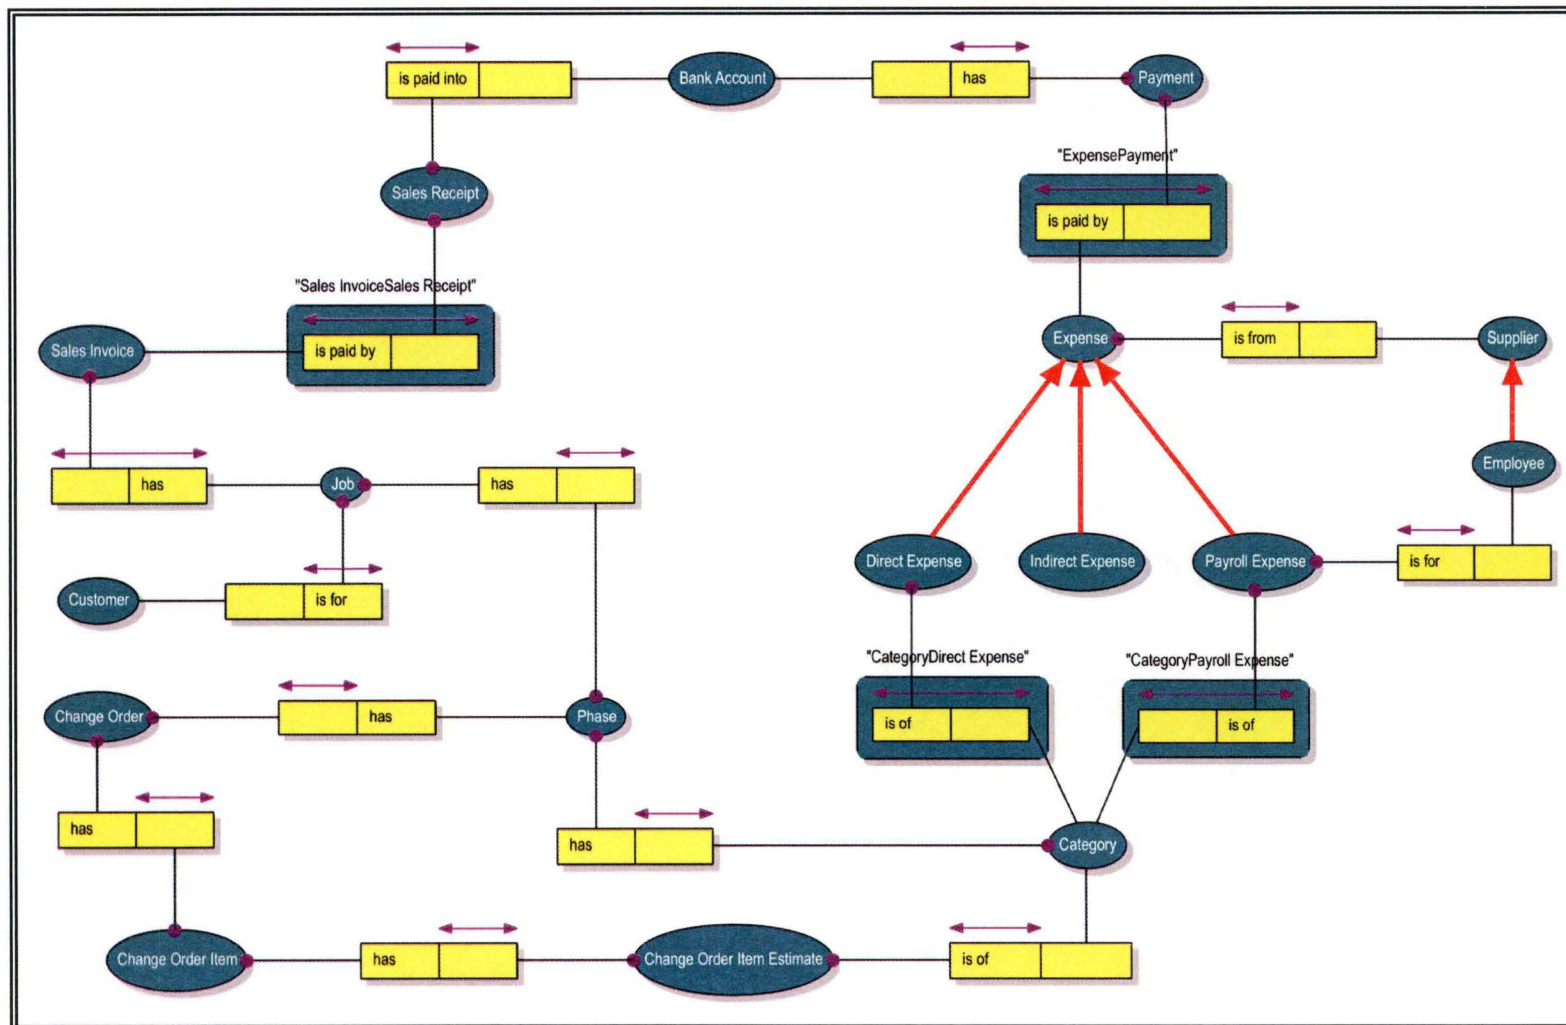 is paid into
Bank Account
has
Payment
"ExpensePayment"
Sales Receipt
is paid by
"Sales InvoiceSales Receipt"
Sales Invoice
is paid by
Expense
is from
Supplier
has
Job
has
Employee
Direct Expense
Indirect Expense
Payroll Expense
is for
Customer
is for
"CategoryDirect Expense"
"CategoryPayroll Expense"
Change Order
has
Phase
is of
is of
has
has
Category
Change Order Item
has
Change Order Item Estimate
is of